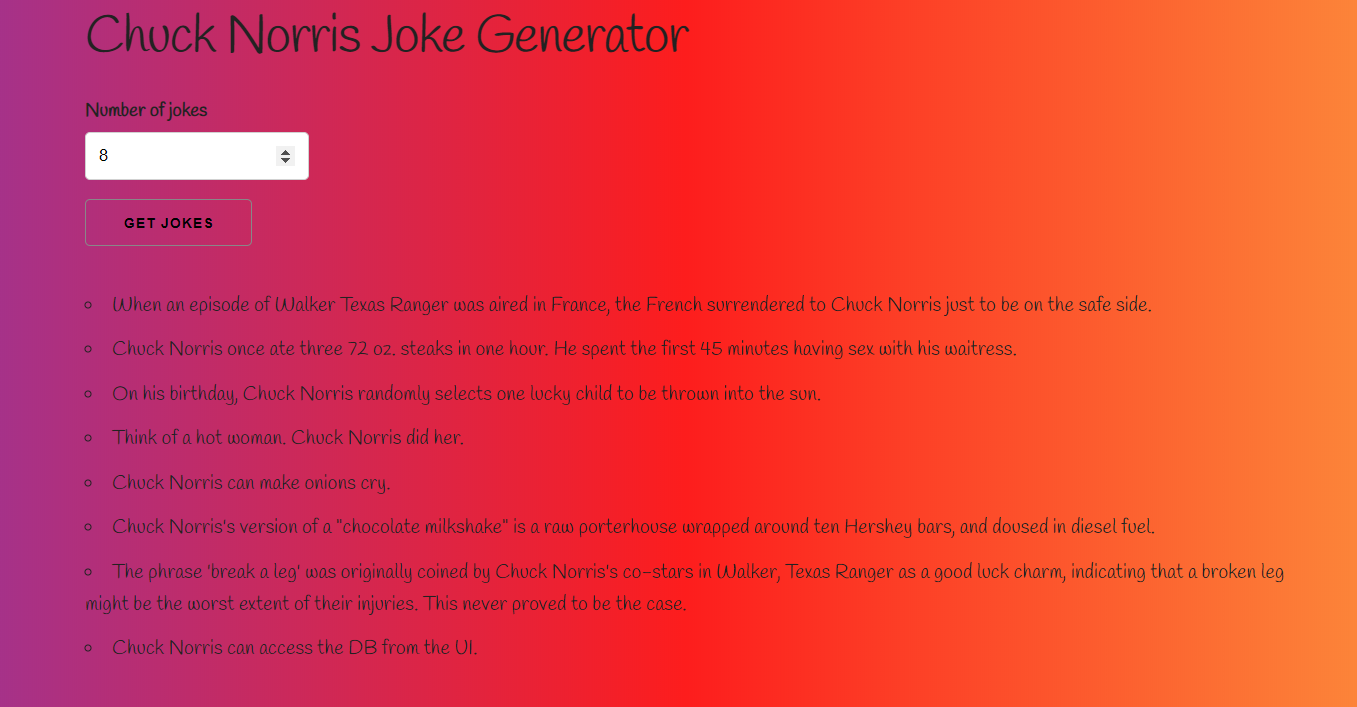 Chuck Norris Joke Generator
Number of jokes
8
GET JOKES
When an episode of Walker Texas Ranger was aired in France, the French surrendered to Chuck Norris just to be on the safe side.
Chuck Norris once ate three 72 oz. steaks in one hour. He spent the first 45 minutes having sex with his waitress.
On his birthday, Chuck Norris randomly selects one lucky child to be thrown into the sun.
Think of a hot woman. Chuck Norris did her.
Chuck Norris can make onions cry.
Chuck Norris's version of a "chocolate milkshake" is a raw porterhouse wrapped around ten Hershey bars, and doused in diesel fuel.
The phrase 'break a leg' was originally coined by Chuck Norris's co-stars in Walker, Texas Ranger as a good luck charm, indicating that a broken leg
might be the worst extent of their injuries. This never proved to be the case.
Chuck Norris can access the DB from the UI.